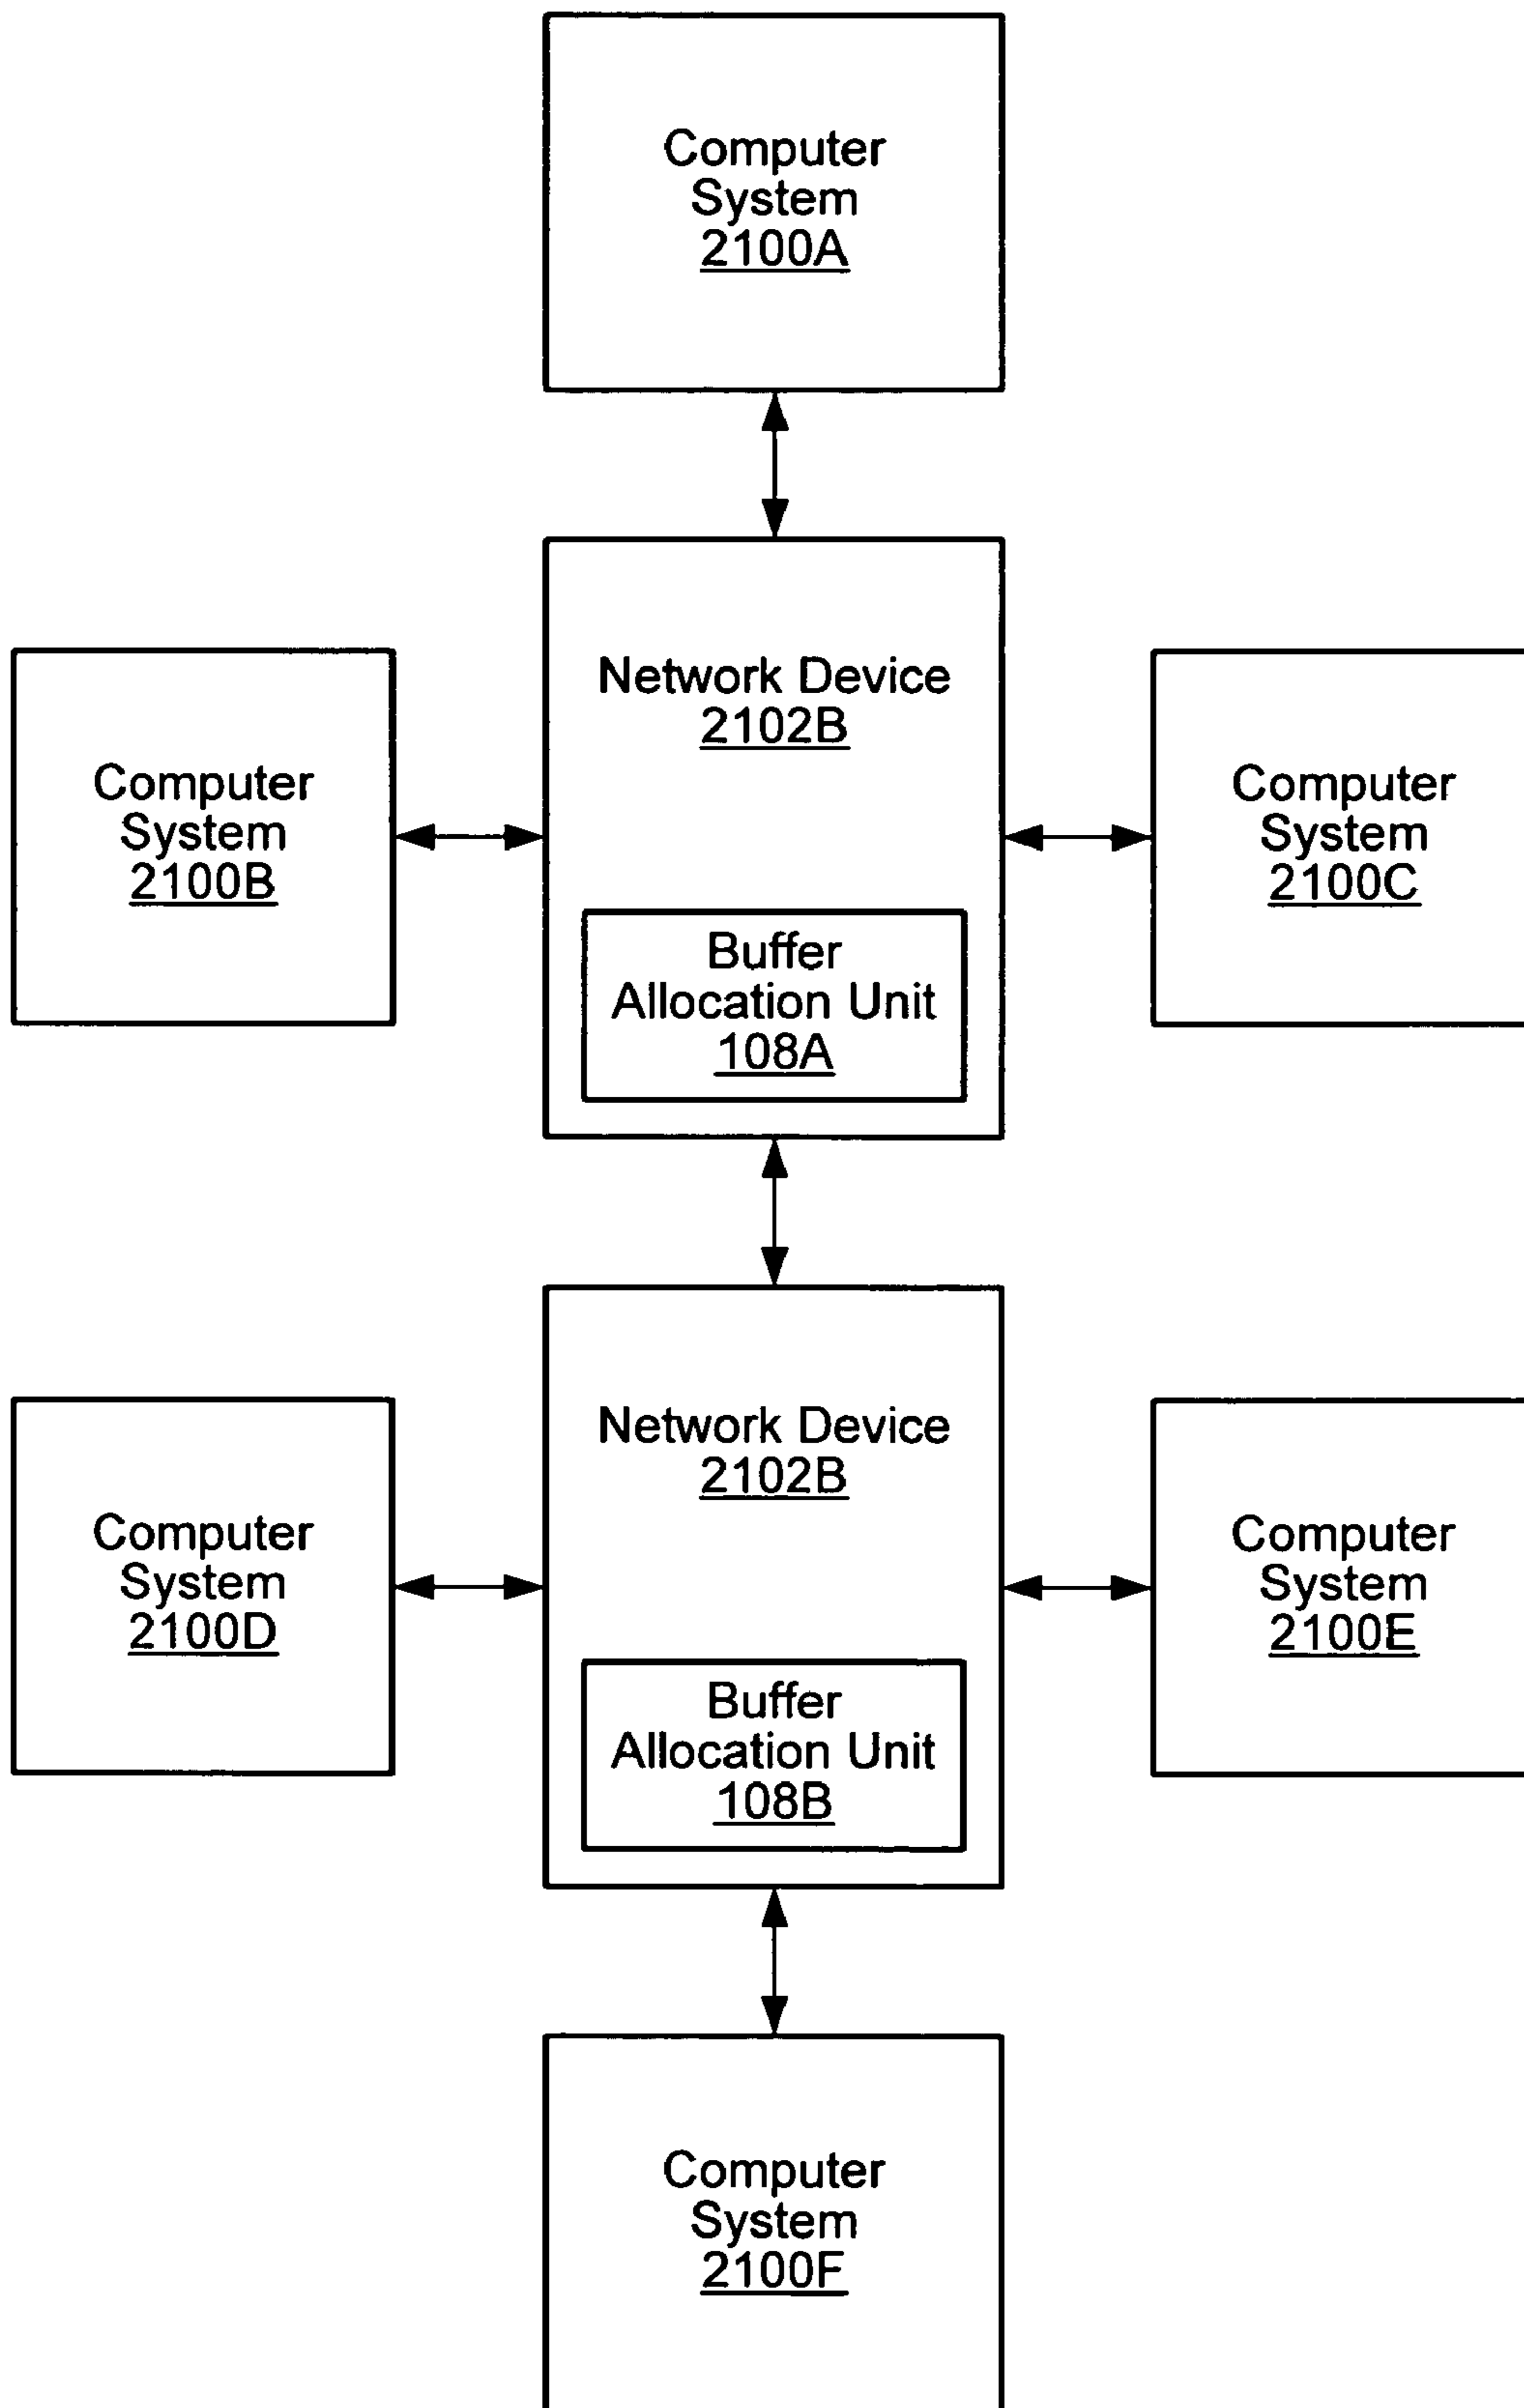 Computer
System
2100A
Network Device
2102B
Computer
System
2100B
Computer
System
2100C
Buffer
Allocation Unit
108A
Network Device
2102B
Computer
System
2100D
Computer
System
2100E
Buffer
Allocation Unit
108B
Computer
System
2100F